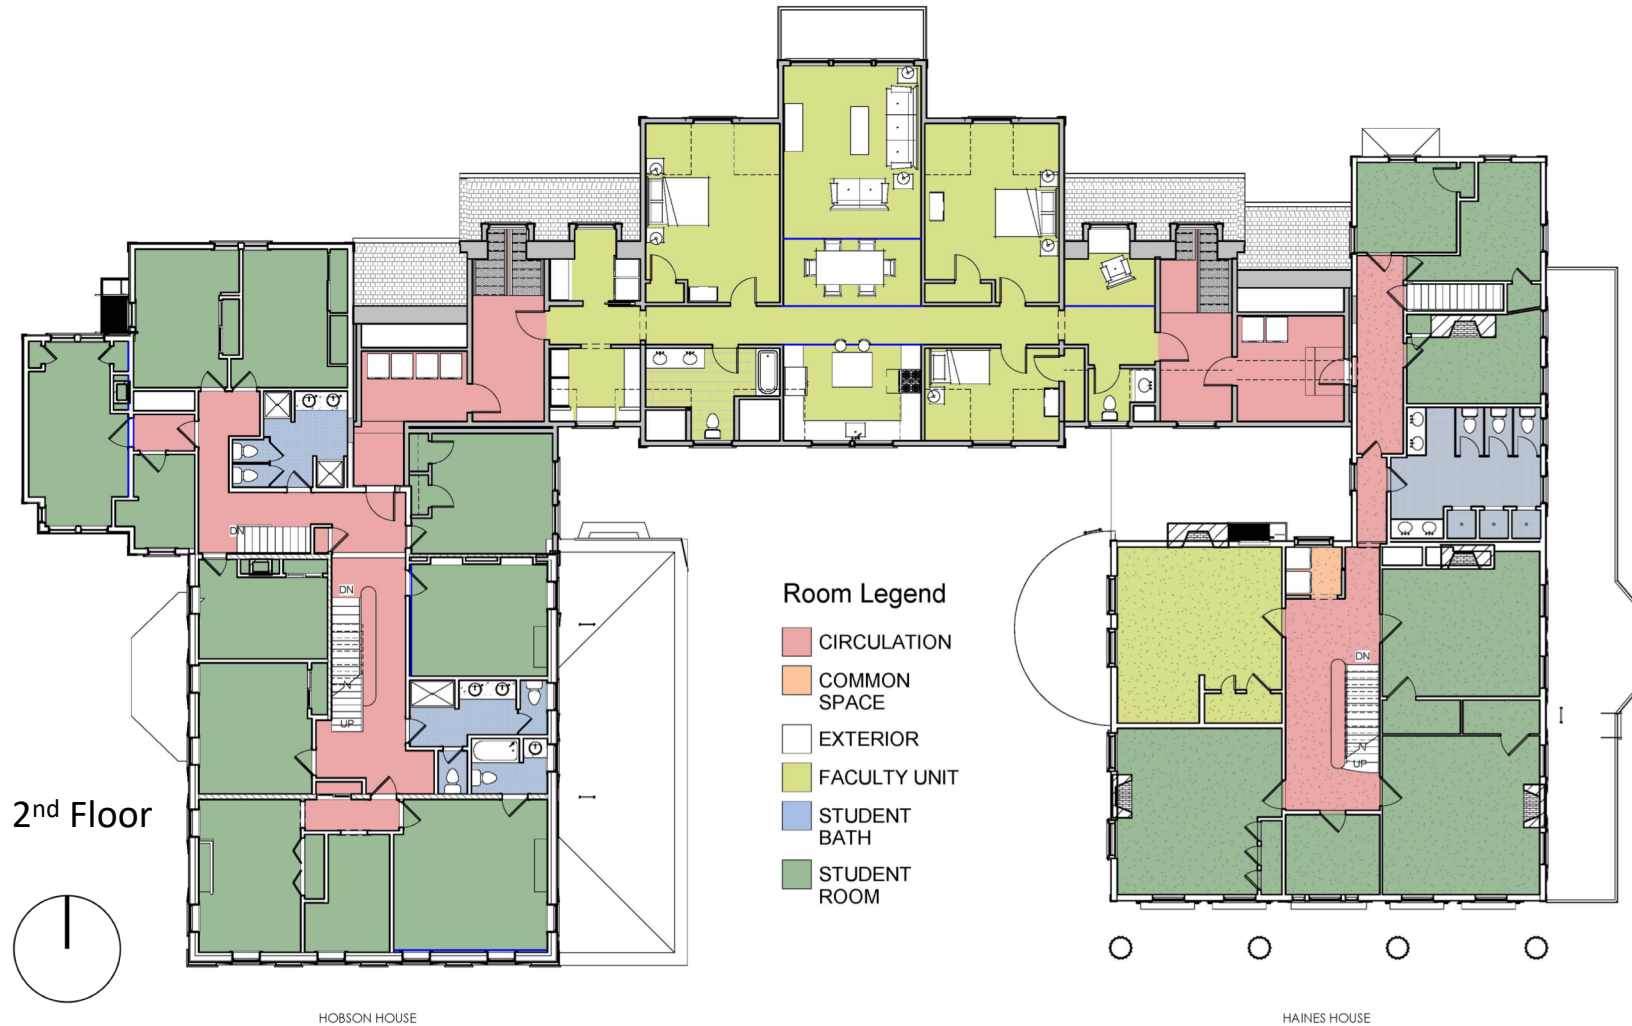 DN
DN
UP
2nd Floor
Room Legend
CIRCULATION
COMMON
SPACE
EXTERIOR
FACULTY UNIT
STUDENT
BATH
STUDENT
ROOM
DN
UP
HOBSON HOUSE
HAINES HOUSE